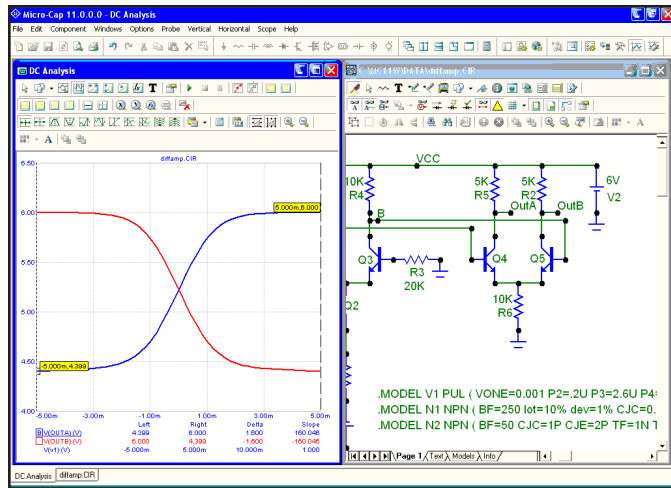 Micro-Cap 11.0.0.0 - DC Analysis
File Edit Component Windows Options Probe Vertical Horizontal Scope Help
DC Analysis
diffamp.CIR
6.50
6.00
5.50
5.00
4.50
4.00
-5.00m -3.00m -1.00m 1.00m 3.00m 5.00m
5.000m,6.000
-5.000m,4.399
Left Right Delta Slope
V(OUTA) (V) 4.399 6.000 1.600 160.046
V(OUTB) (V) 6.000 4.399 -1.600 -160.046
V(v1) (V) -5.000m 5.000m 10.000m 1.000
C:\MC11W\DATA\diffamp.CIR
VCC
10K
R4
5K
R5
5K
R2
6V
V2
OutA
OutB
B
Q3
R3
20K
Q4
Q5
10K
R6
Q2
.MODEL V1 PUL ( VONE=0.001 P2=.2U P3=2.6U P4=
.MODEL N1 NPN ( BF=250 lot=10% dev=1% CJC=0.
.MODEL N2 NPN ( BF=50 CJC=1P CJE=2P TF=1N T
Page 1 Text Models Info
DC Analysis diffamp.CIR